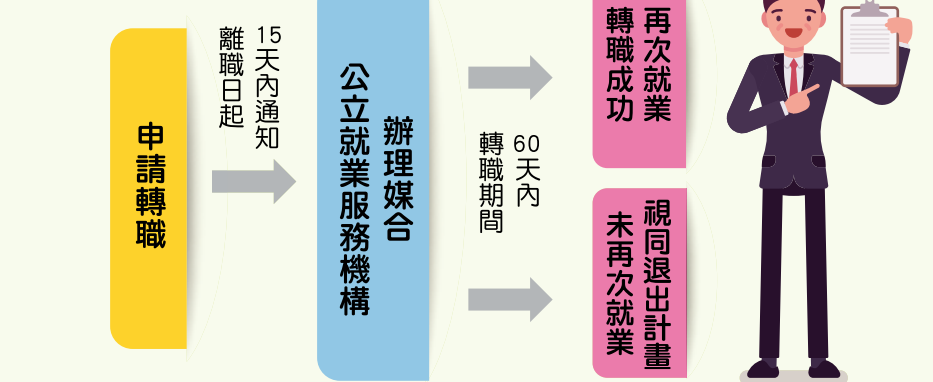 申請轉職
離職日起
15天內通知
公立就業服務機構
辦理媒合
轉職期間
60天內
轉職成功
再次就業
未再次就業
視同退出計畫